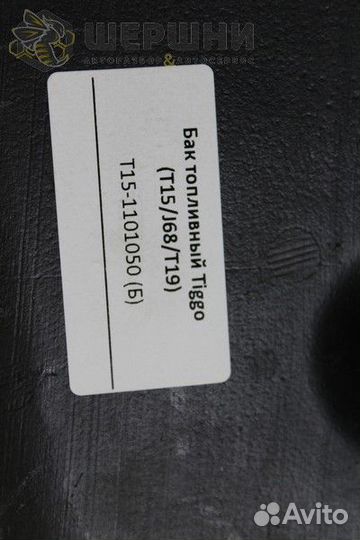 ШЕРШНИ
АВТОРАЗБОР & АВТОСЕРВИС
Бак топливный Tiggo
(T15/J68/T19)
T15-1101050 (Б)
Avito